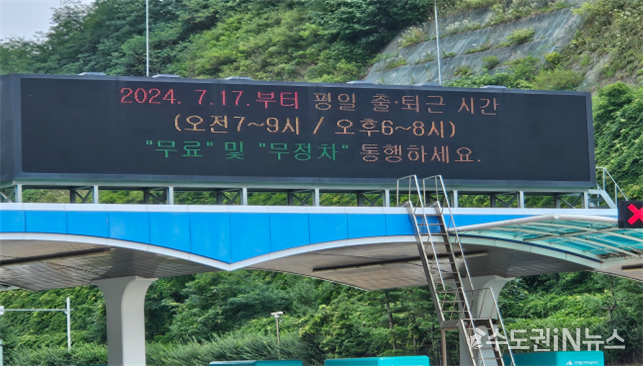 2024. 7.17.부터 평일 출·퇴근 시간
(오전7~9시 / 오후6~8시)
"무료" 및 "무정차" 통행하세요.
수도권iN뉴스